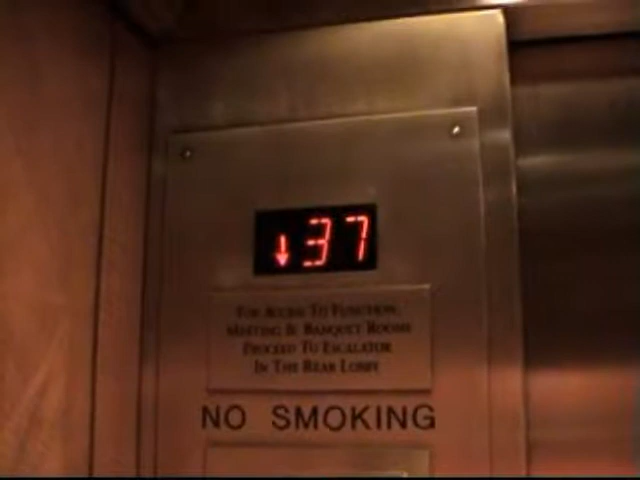 ↓37
For Access To Function,
Meeting & Banquet Rooms
Proceed To Escalator
In The Rear Lobby
NO SMOKING